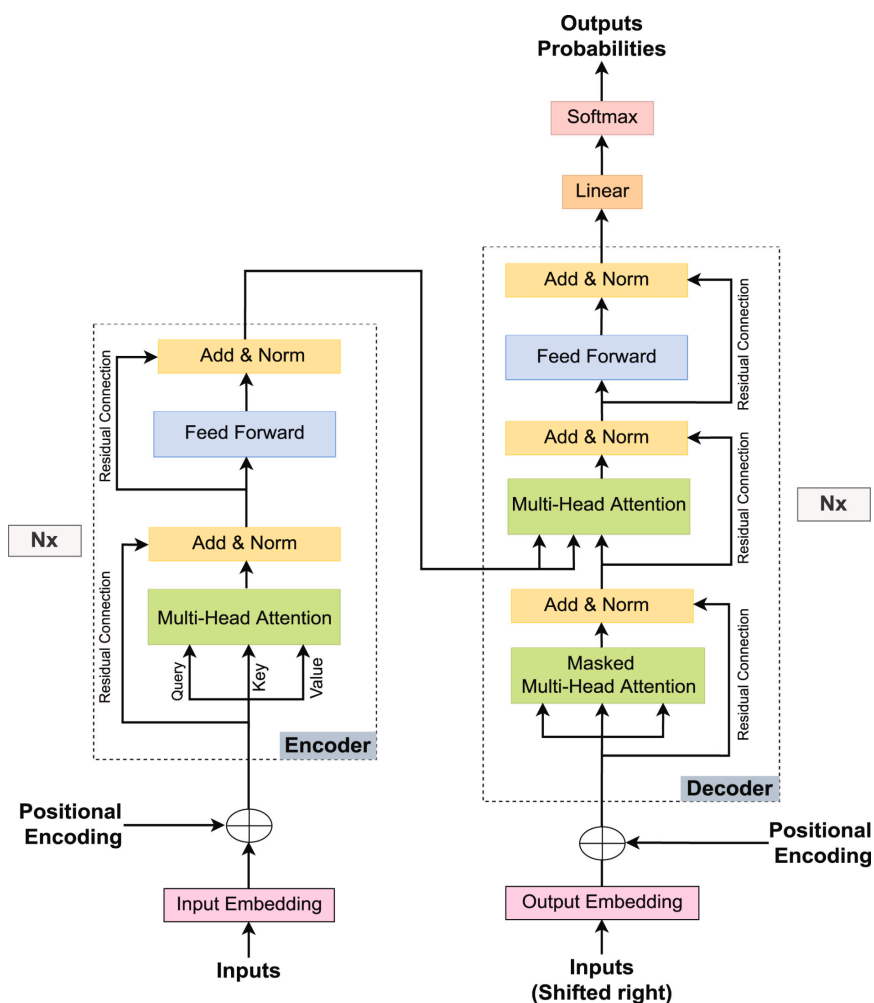 Outputs
Probabilities
Softmax
Linear
Add & Norm
Residual Connection
Feed Forward
Add & Norm
Residual Connection
Multi-Head Attention
Nx
Add & Norm
Residual Connection
Masked
Multi-Head Attention
Decoder
Positional
Encoding
Output Embedding
Inputs
(Shifted right)
Add & Norm
Residual Connection
Feed Forward
Nx
Add & Norm
Residual Connection
Multi-Head Attention
Query
Key
Value
Encoder
Positional
Encoding
Input Embedding
Inputs